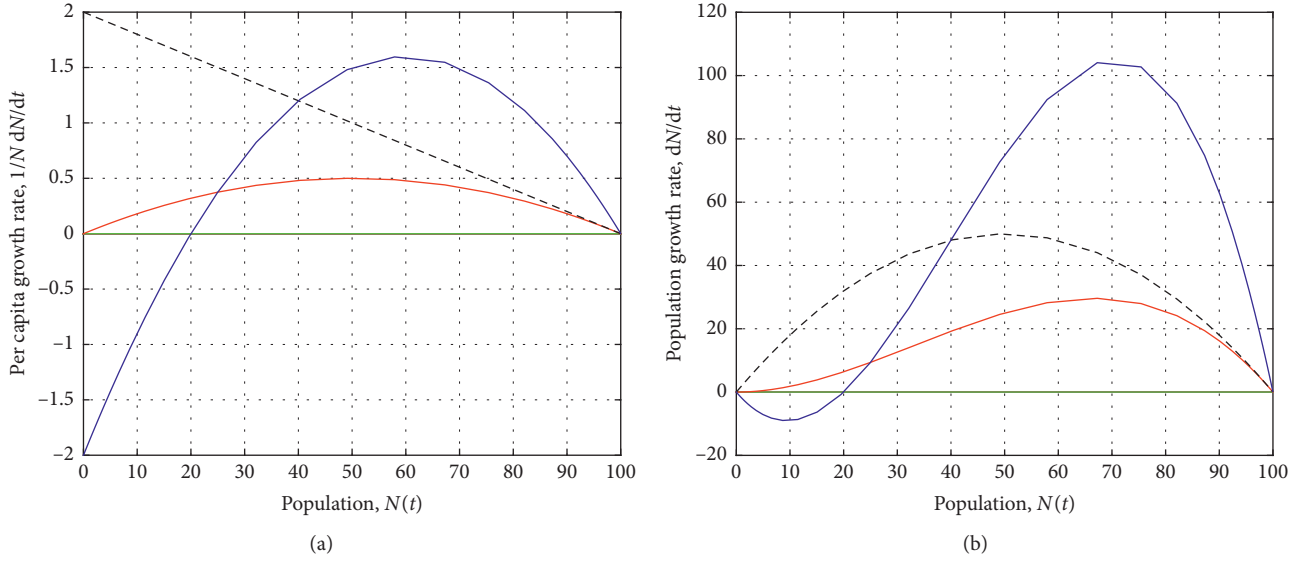 2
1.5
1
0.5
0
–0.5
–1
–1.5
–2
Per capita growth rate, 1/N dN/dt
0 10 20 30 40 50 60 70 80 90 100
Population, N(t)
(a)
120
100
80
60
40
20
0
–20
Population growth rate, dN/dt
0 10 20 30 40 50 60 70 80 90 100
Population, N(t)
(b)